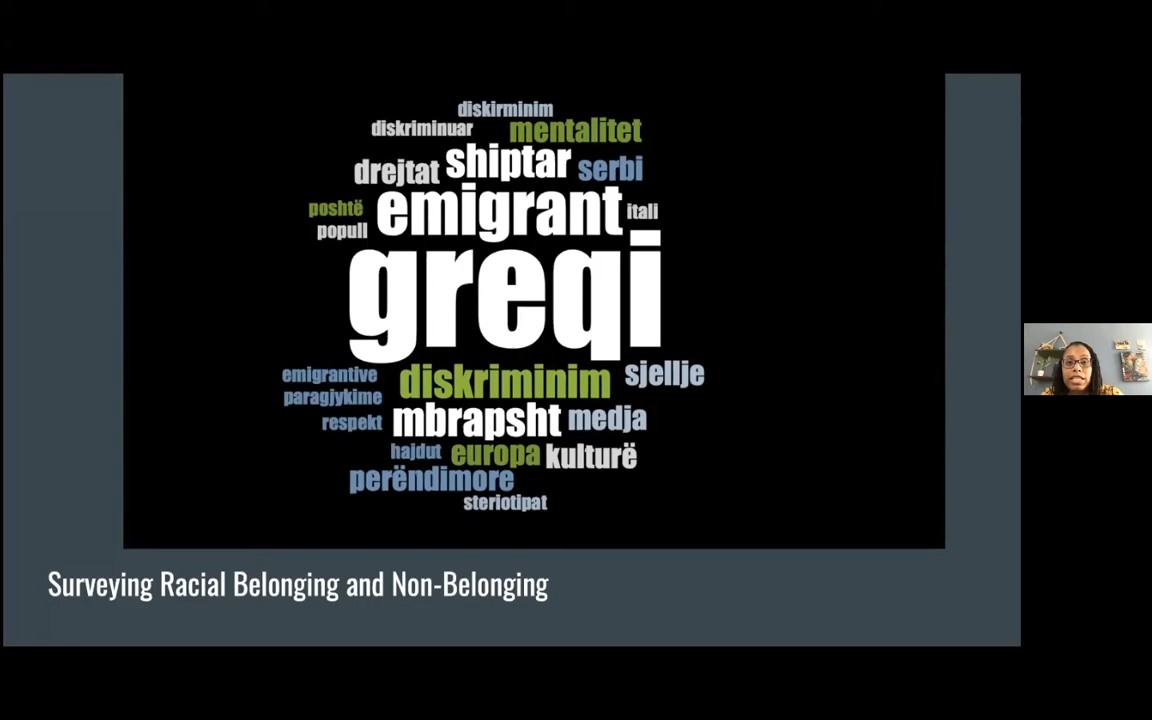 diskirminim
diskriminuar mentalitet
drejtat shiptar serbi
poshtë emigrant itali
popull
greqi
emigrantive diskriminim sjellje
paragjykime
respekt mbrapsht medja
hajdut europa kulturë
perëndimore
steriotipat
Surveying Racial Belonging and Non-Belonging